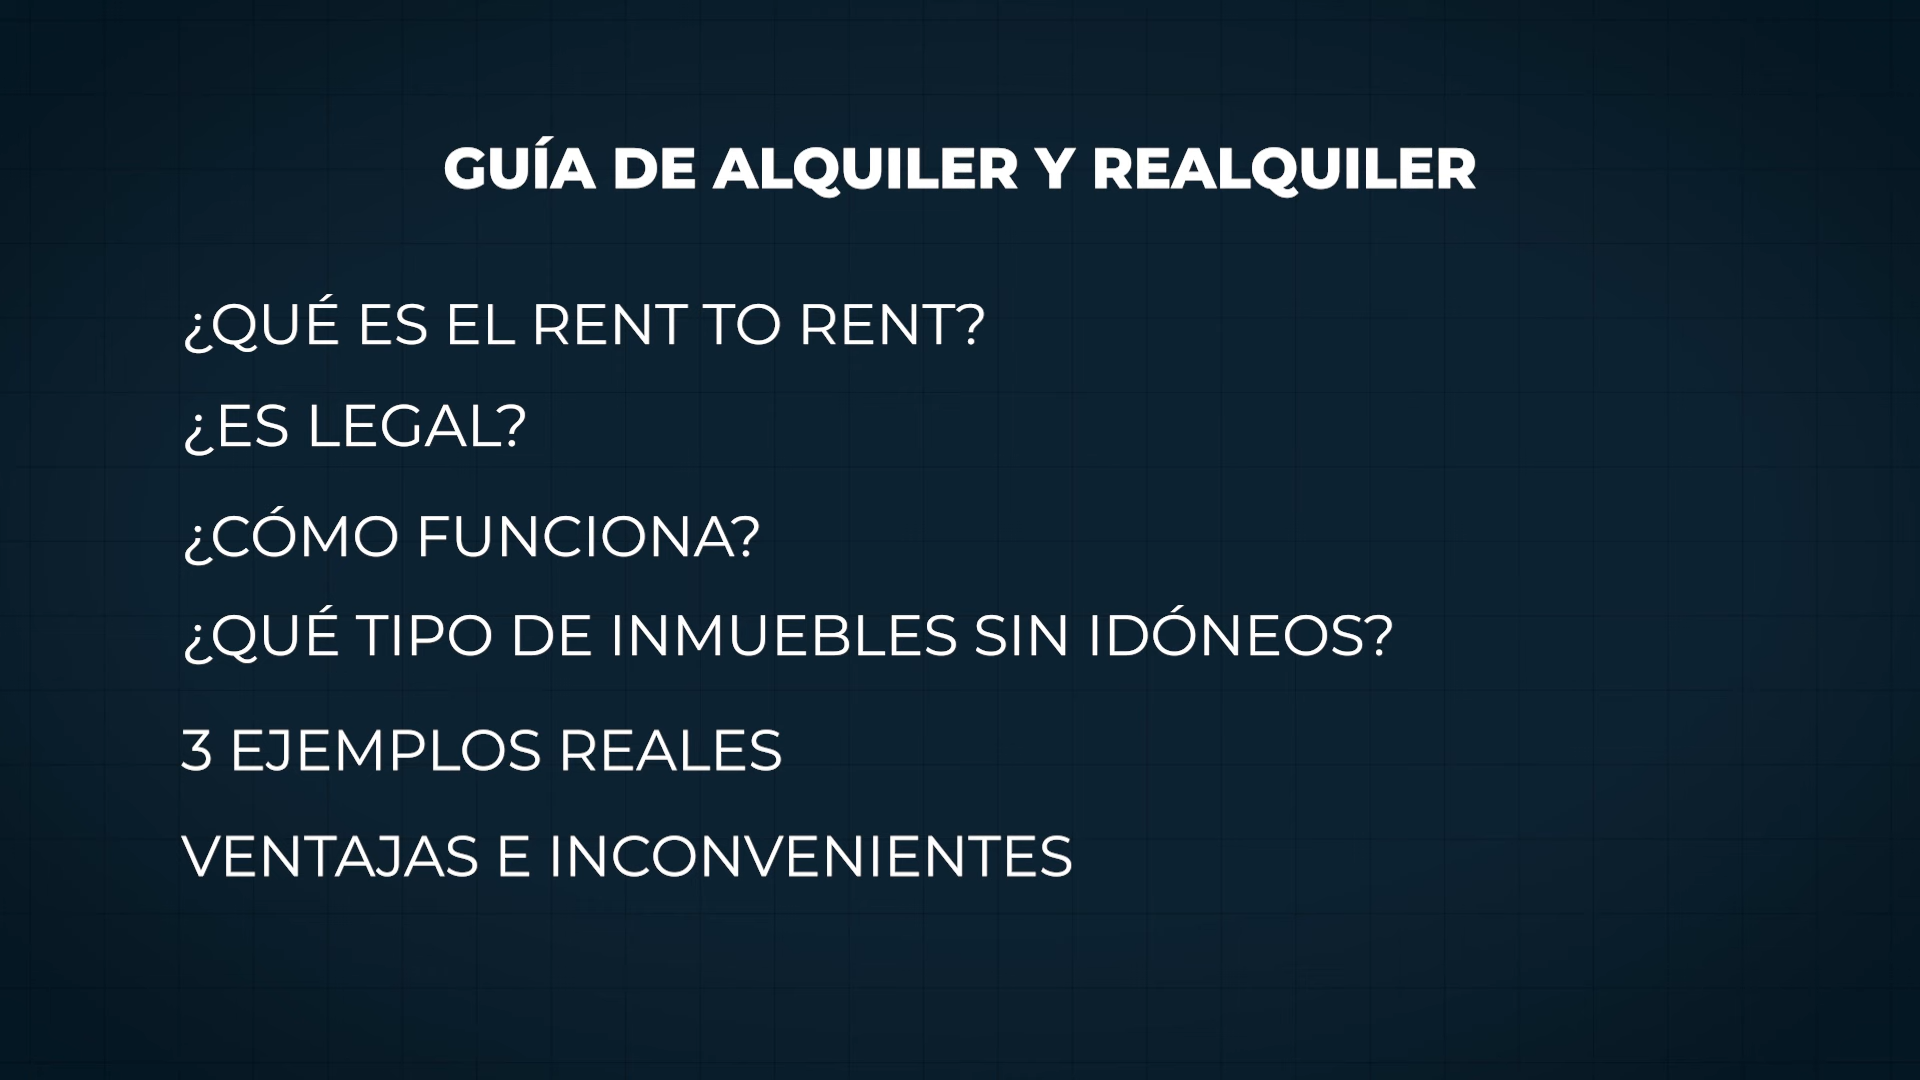 GUÍA DE ALQUILER Y REALQUILER
¿QUÉ ES EL RENT TO RENT?
¿ES LEGAL?
¿CÓMO FUNCIONA?
¿QUÉ TIPO DE INMUEBLES SIN IDÓNEOS?
3 EJEMPLOS REALES
VENTAJAS E INCONVENIENTES